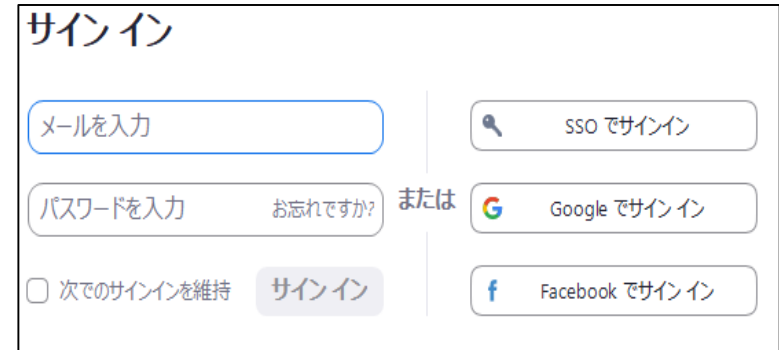 サイン イン
メールを入力
パスワードを入力 お忘れですか?
次でのサインインを維持 サイン イン
または
SSO でサインイン
Google でサイン イン
Facebook でサイン イン